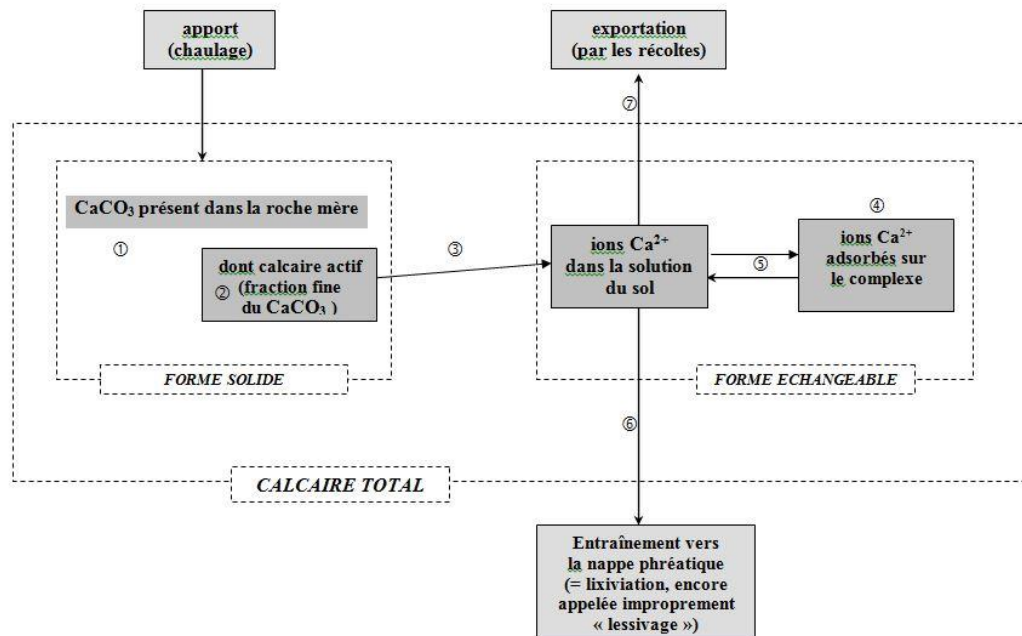 apport
(chaulage)
exportation
(par les récoltes)
⑦
CaCO₃ présent dans la roche mère
①
dont calcaire actif
② (fraction fine
du CaCO₃ )
③
FORME SOLIDE
ions Ca²⁺
dans la solution
du sol
④
⑤
ions Ca²⁺
adsorbés sur
le complexe
FORME ECHANGEABLE
⑥
CALCAIRE TOTAL
Entraînement vers
la nappe phréatique
(= lixiviation, encore
appelée improprement
« lessivage »)